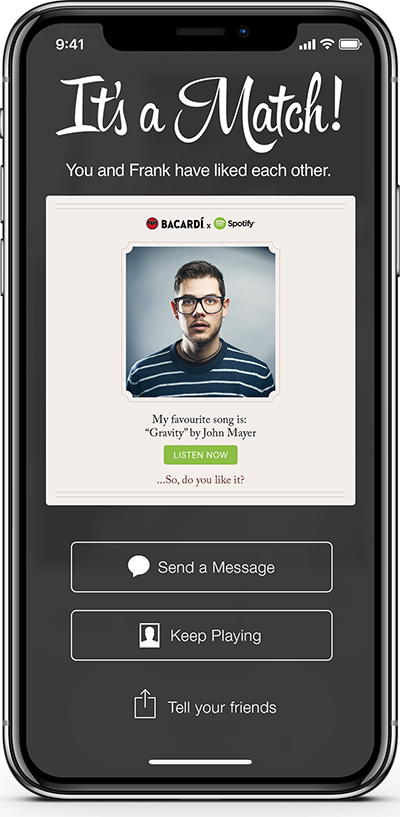 9:41
It's a Match!
You and Frank have liked each other.
BACARDÍ. x Spotify
My favourite song is:
“Gravity” by John Mayer
LISTEN NOW
...So, do you like it?
Send a Message
Keep Playing
Tell your friends